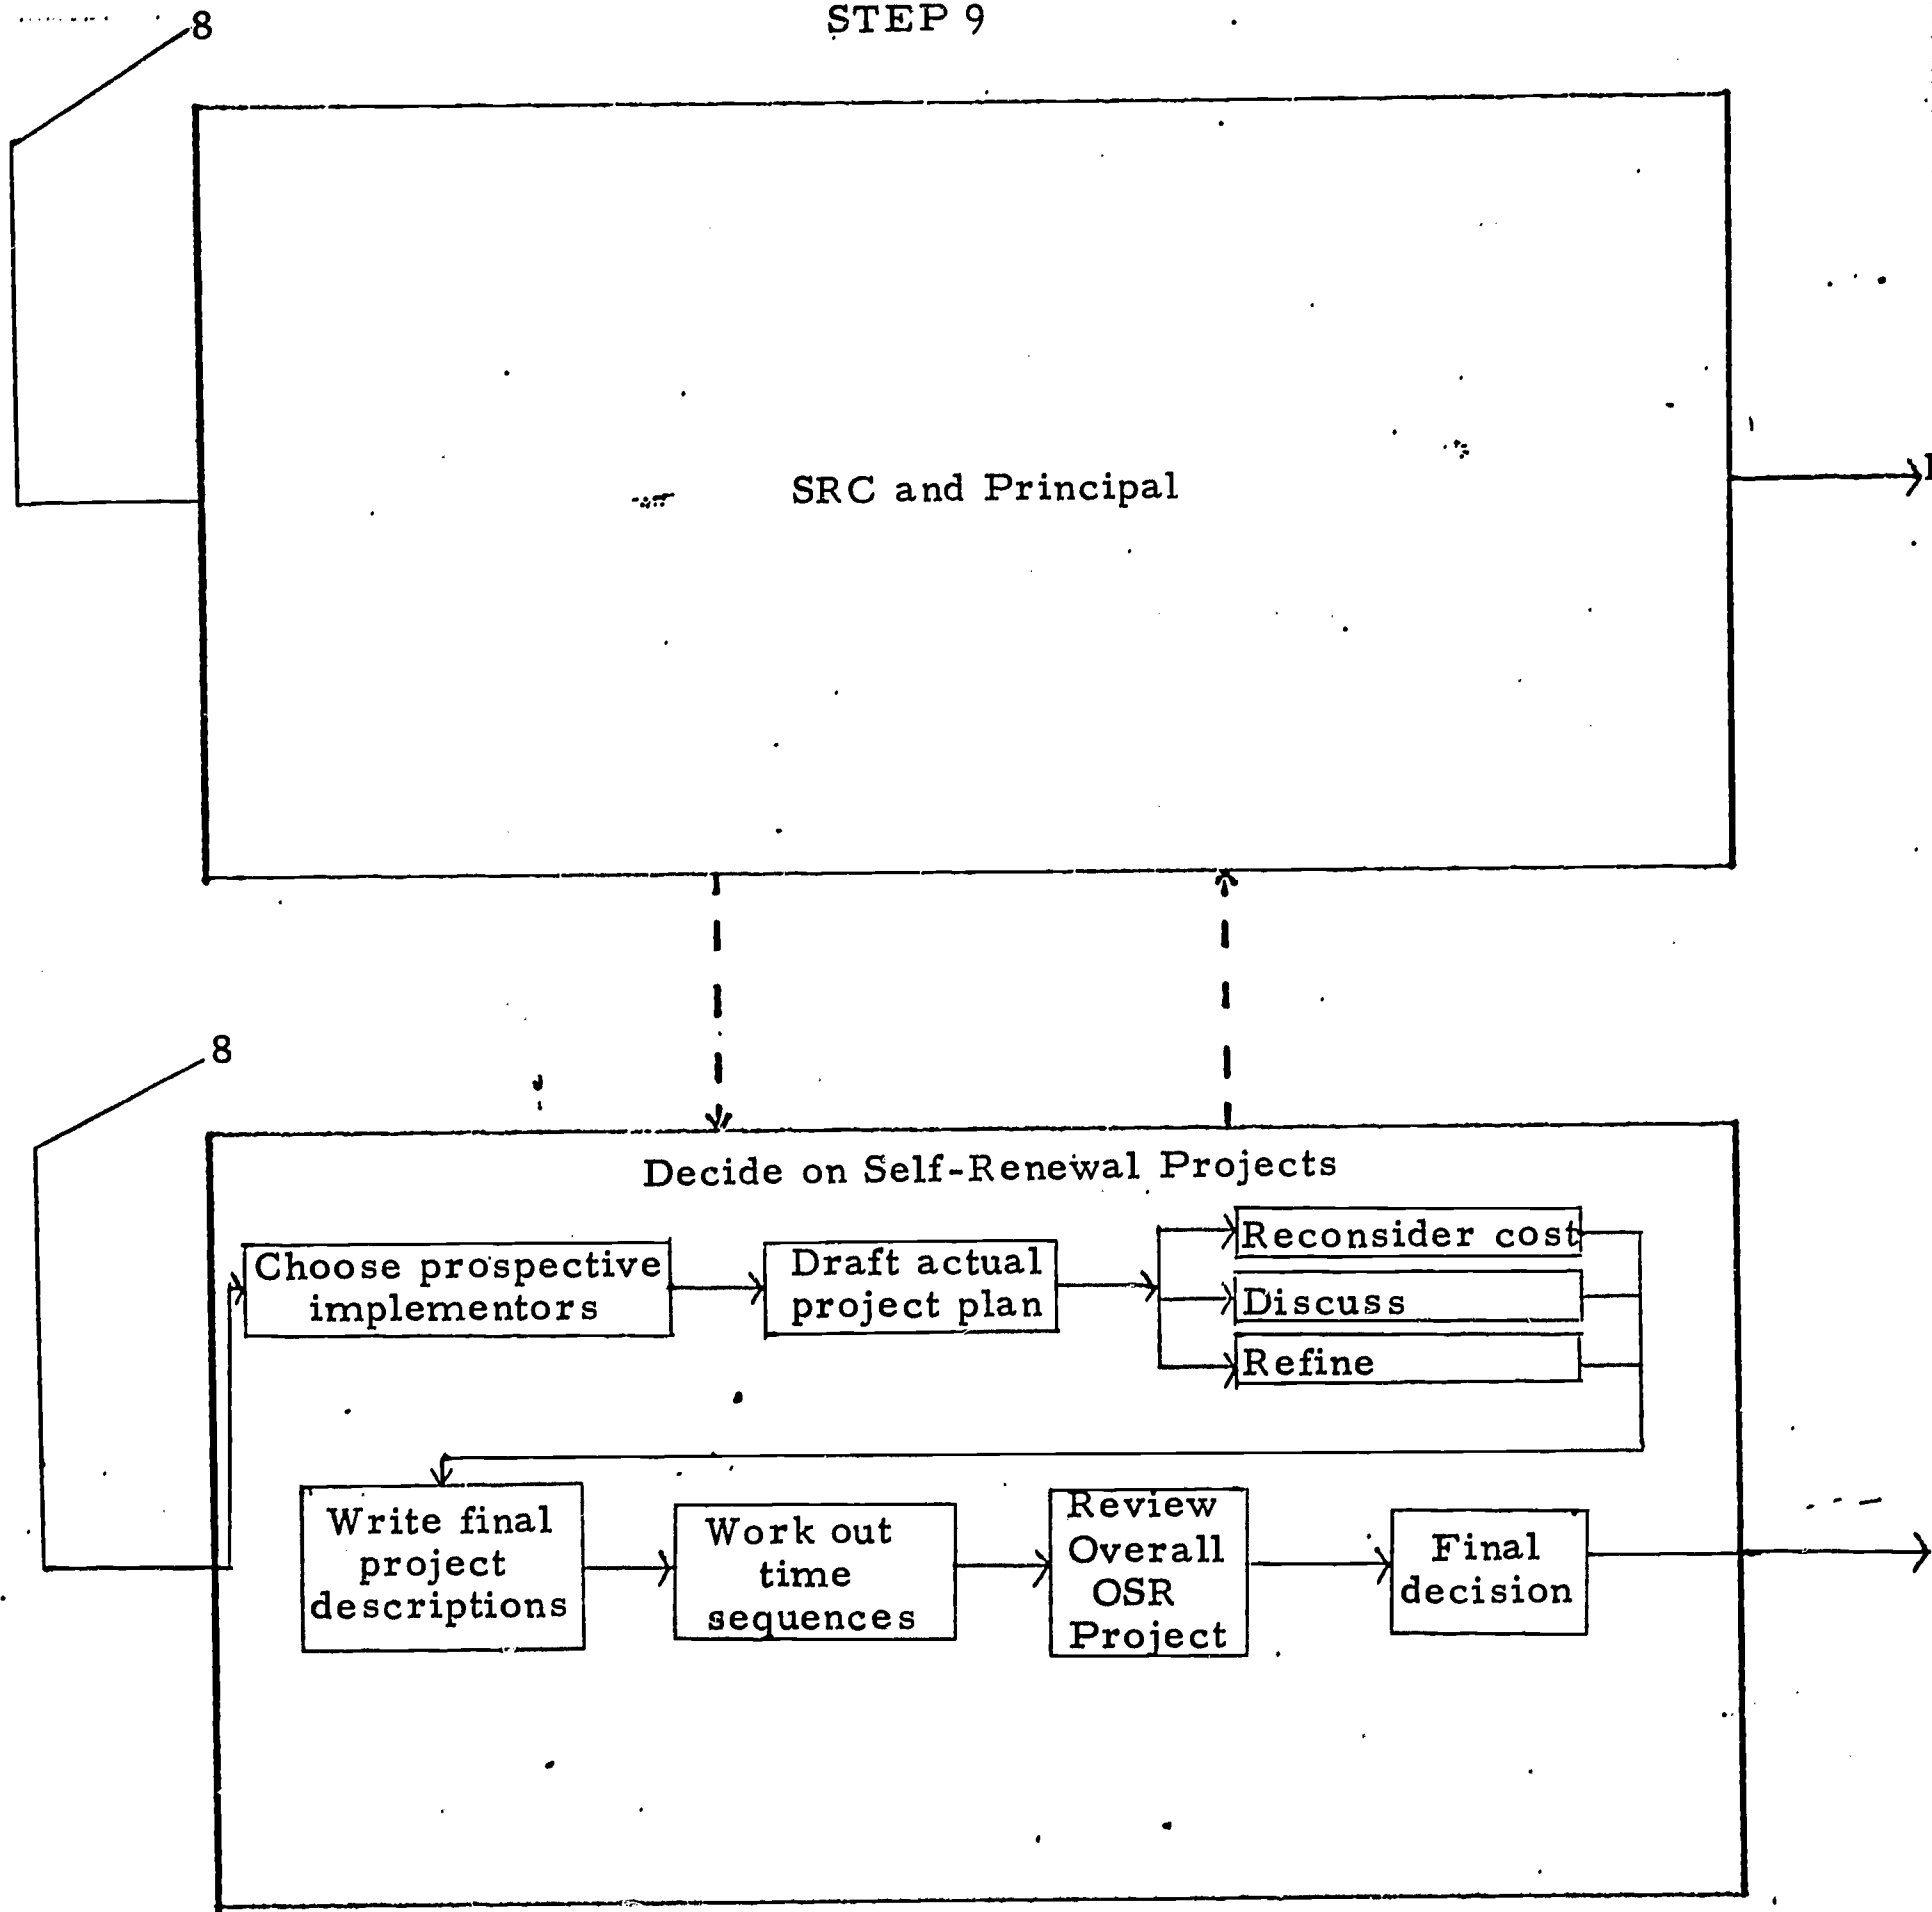 STEP 9
8
SRC and Principal
8
Decide on Self-Renewal Projects
Choose prospective
implementors
Draft actual
project plan
Reconsider cost
Discuss
Refine
Write final
project
descriptions
Work out
time
sequences
Review
Overall
OSR
Project
Final
decision